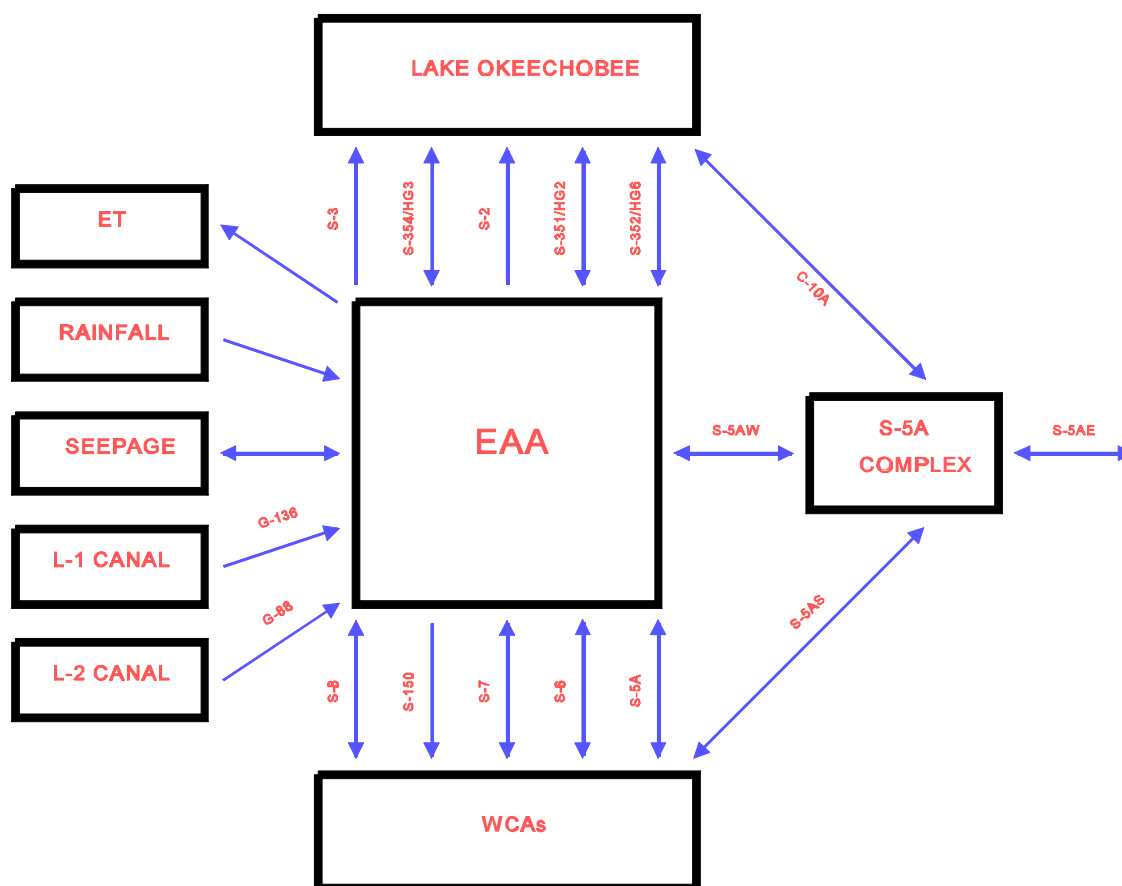 LAKE OKEECHOBEE
S-3
S-354/HG3
S-2
S-351/HG2
S-352/HG6
C-10A
ET
RAINFALL
SEEPAGE
L-1 CANAL
L-2 CANAL
G-136
G-88
EAA
S-5AW
S-5A
COMPLEX
S-5AE
S-5AS
S-8
S-150
S-7
S-6
S-5A
WCAs